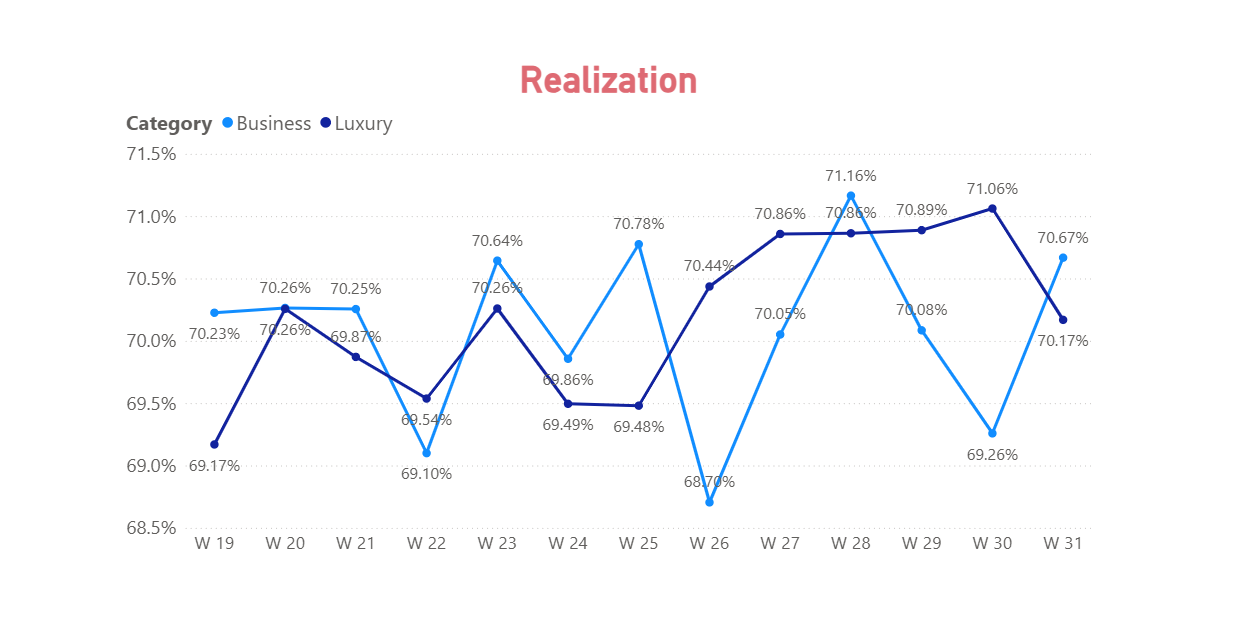 Realization
Category Business Luxury
71.5%
71.0%
70.5%
70.0%
69.5%
69.0%
68.5%
71.16%
71.06%
70.86% 70.86% 70.89%
70.78%
70.64% 70.67%
70.44%
70.26% 70.25% 70.26%
70.23% 70.26% 69.87% 70.05% 70.08% 70.17%
69.86%
69.54% 69.49% 69.48%
69.17% 69.10% 68.70% 69.26%
W 19 W 20 W 21 W 22 W 23 W 24 W 25 W 26 W 27 W 28 W 29 W 30 W 31